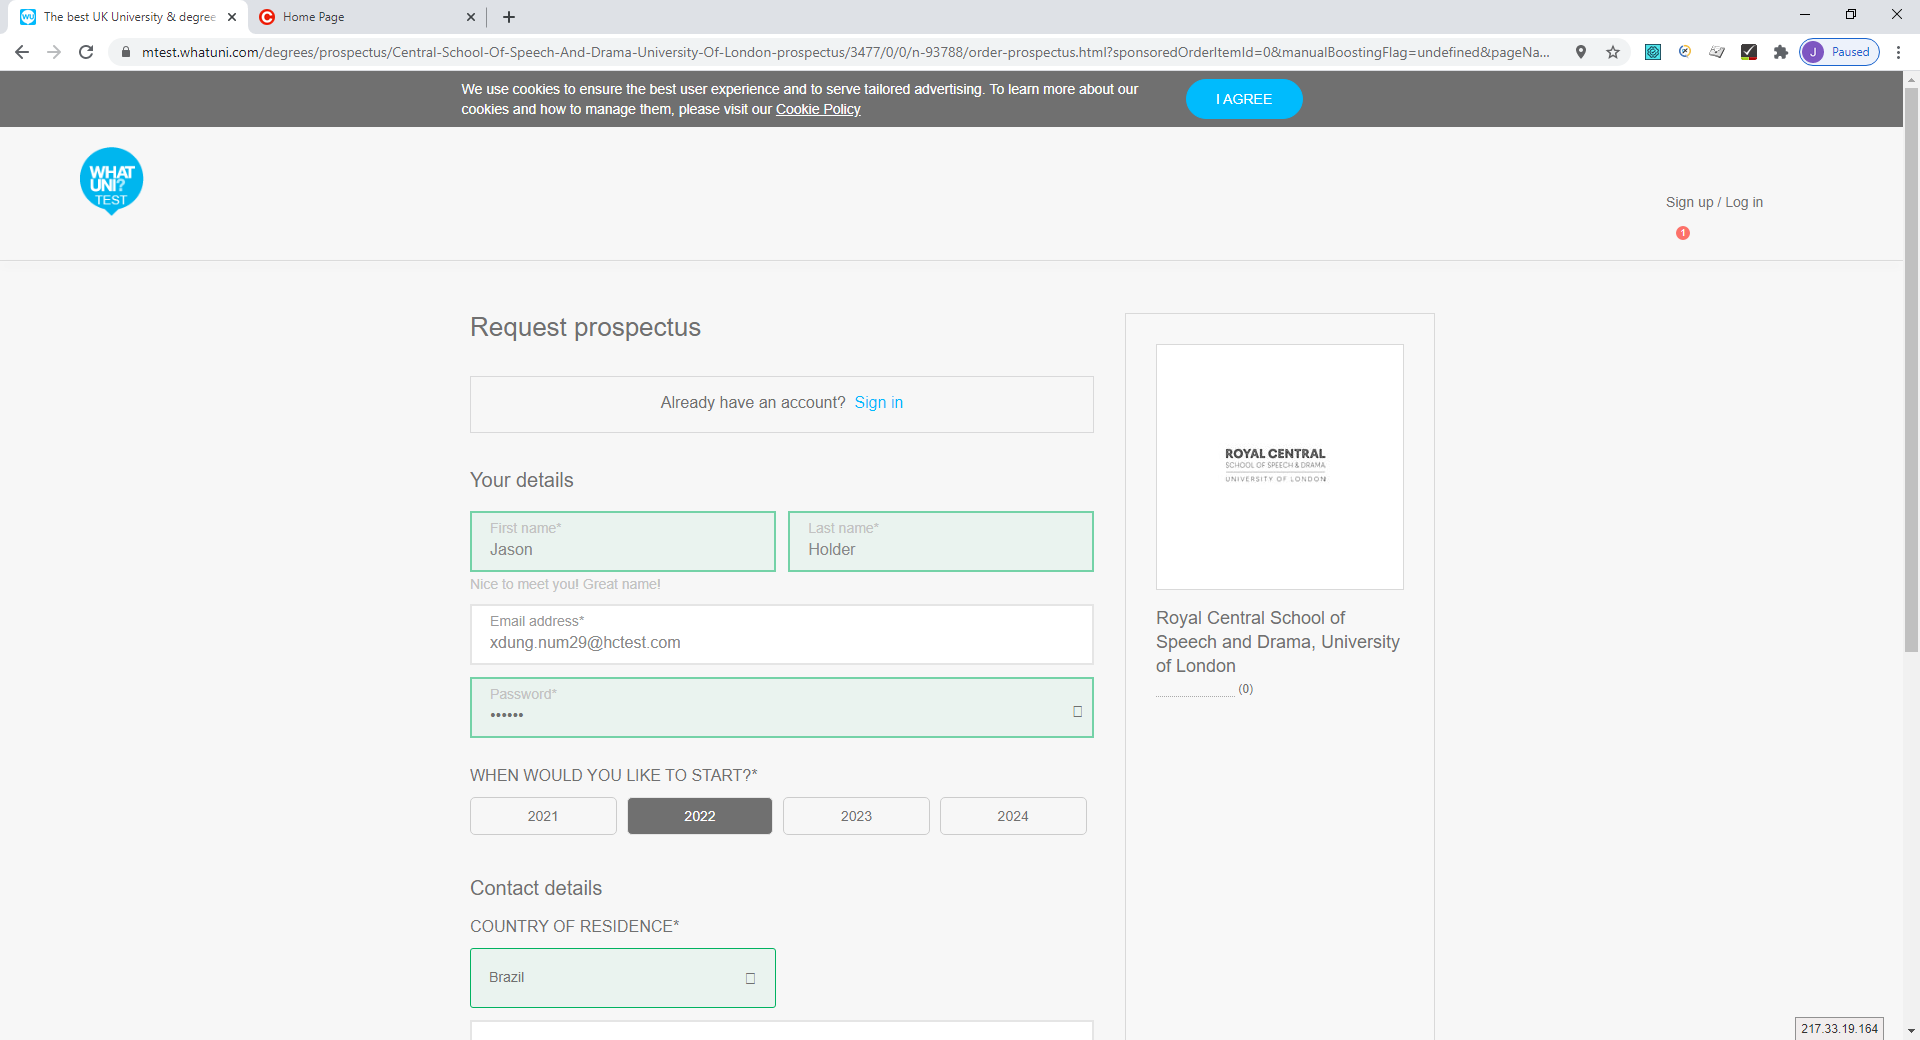 The best UK University & degree
Home Page
mtest.whatuni.com/degrees/prospectus/Central-School-Of-Speech-And-Drama-University-Of-London-prospectus/3477/0/0/n-93788/order-prospectus.html?sponsoredOrderItemId=0&manualBoostingFlag=undefined&pageNa...
J Paused
We use cookies to ensure the best user experience and to serve tailored advertising. To learn more about our
cookies and how to manage them, please visit our Cookie Policy
I AGREE
WHAT
UNI?
TEST
Sign up / Log in
1
Request prospectus
Already have an account? Sign in
Your details
First name*
Jason
Last name*
Holder
Nice to meet you! Great name!
Email address*
xdung.num29@hctest.com
Password*
••••••
WHEN WOULD YOU LIKE TO START?*
2021
2022
2023
2024
Contact details
COUNTRY OF RESIDENCE*
Brazil
ROYAL CENTRAL
SCHOOL OF SPEECH & DRAMA
UNIVERSITY OF LONDON
Royal Central School of
Speech and Drama, University
of London
(0)
217.33.19.164